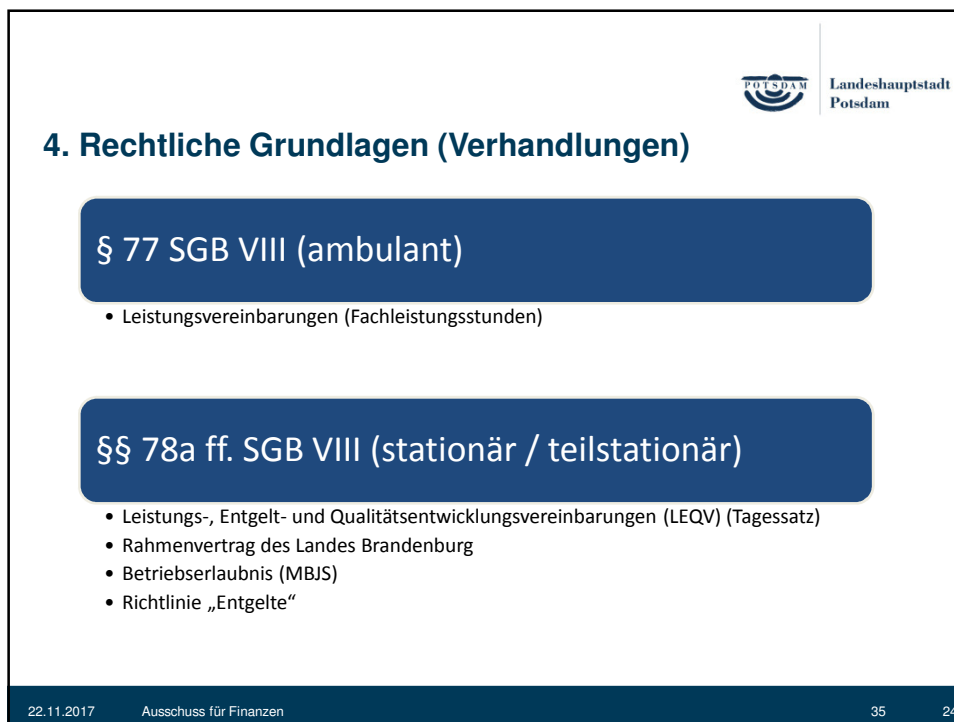 POTSDAM
Landeshauptstadt
Potsdam
4. Rechtliche Grundlagen (Verhandlungen)
§ 77 SGB VIII (ambulant)
• Leistungsvereinbarungen (Fachleistungsstunden)
§§ 78a ff. SGB VIII (stationär / teilstationär)
• Leistungs-, Entgelt- und Qualitätsentwicklungsvereinbarungen (LEQV) (Tagessatz)
• Rahmenvertrag des Landes Brandenburg
• Betriebserlaubnis (MBJS)
• Richtlinie „Entgelte“
22.11.2017 Ausschuss für Finanzen 35 24